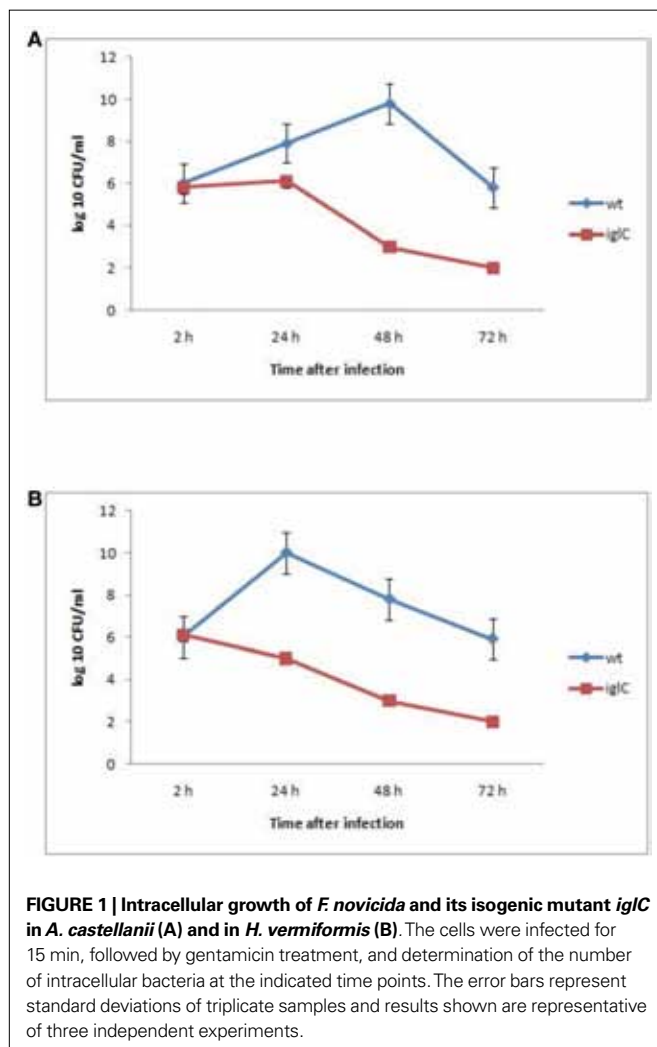 A
12
10
8
6
4
2
0
log 10 CFU/ml
2 h
24 h
48 h
72 h
Time after infection
wt
iglC
B
12
10
8
6
4
2
0
log 10 CFU/ml
2 h
24 h
48 h
72 h
Time after infection
wt
iglC
FIGURE 1 | Intracellular growth of F. novicida and its isogenic mutant iglC
in A. castellanii (A) and in H. vermiformis (B). The cells were infected for
15 min, followed by gentamicin treatment, and determination of the number
of intracellular bacteria at the indicated time points. The error bars represent
standard deviations of triplicate samples and results shown are representative
of three independent experiments.